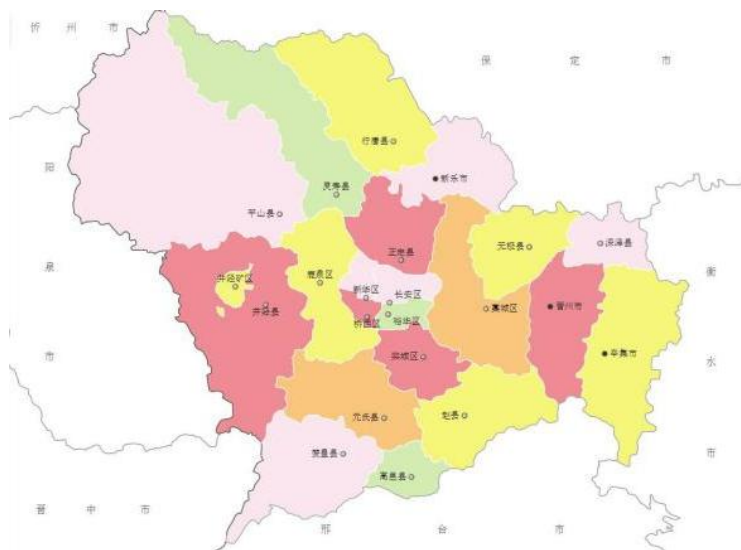 忻州市
保定市
行唐县
阳泉市
灵寿县
新乐市
平山县
正定县
无极县
深泽县
衡水市
井陉矿区
鹿泉区
新华区
长安区
井陉县
桥西区
裕华区
藁城区
晋州市
栾城区
辛集市
元氏县
赵县
赞皇县
高邑县
晋中市
邢台市